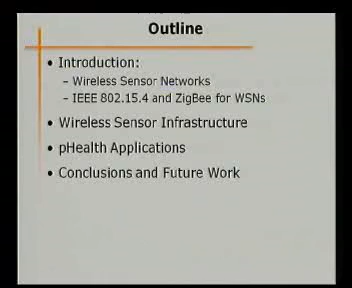 Outline
• Introduction:
– Wireless Sensor Networks
– IEEE 802.15.4 and ZigBee for WSNs
• Wireless Sensor Infrastructure
• pHealth Applications
• Conclusions and Future Work